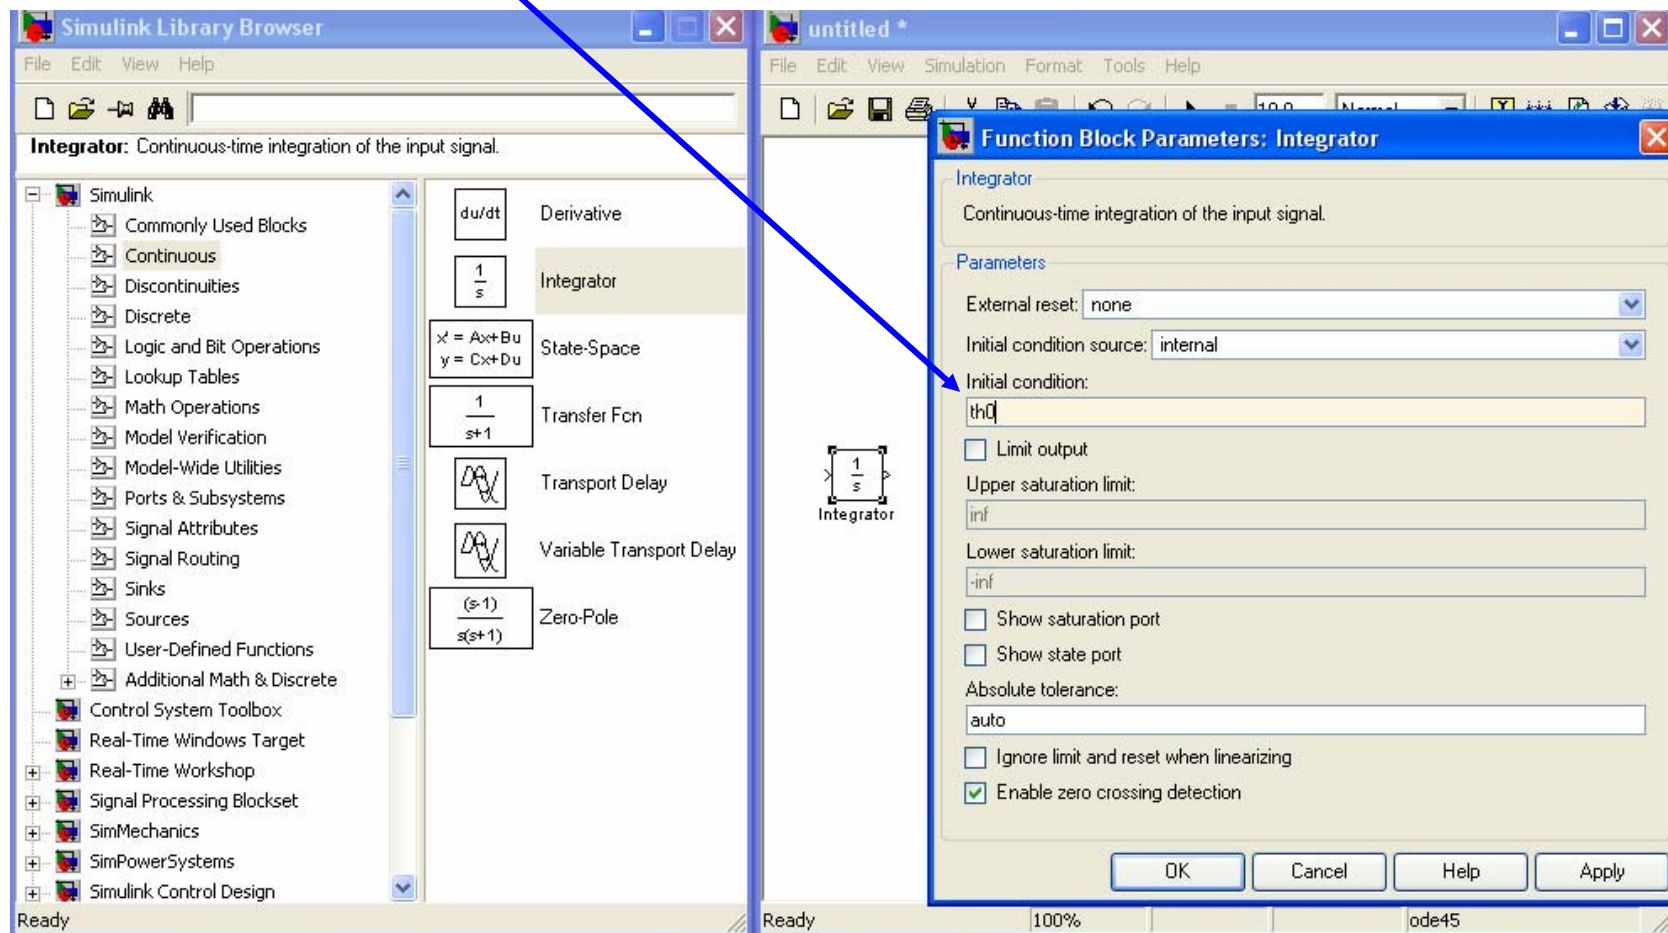 Simulink Library Browser
File Edit View Help
Integrator: Continuous-time integration of the input signal.
Simulink
Commonly Used Blocks
Continuous
Discontinuities
Discrete
Logic and Bit Operations
Lookup Tables
Math Operations
Model Verification
Model-Wide Utilities
Ports & Subsystems
Signal Attributes
Signal Routing
Sinks
Sources
User-Defined Functions
Additional Math & Discrete
Control System Toolbox
Real-Time Windows Target
Real-Time Workshop
Signal Processing Blockset
SimMechanics
SimPowerSystems
Simulink Control Design
Ready
du/dt Derivative
1
s
Integrator
x' = Ax+Bu
y = Cx+Du
State-Space
1
s+1
Transfer Fcn
Transport Delay
Variable Transport Delay
(s-1)
s(s+1)
Zero-Pole
untitled *
File Edit View Simulation Format Tools Help
10.0 Normal
1
s
Integrator
Function Block Parameters: Integrator
Integrator
Continuous-time integration of the input signal.
Parameters
External reset: none
Initial condition source: internal
Initial condition:
th0
Limit output
Upper saturation limit:
inf
Lower saturation limit:
-inf
Show saturation port
Show state port
Absolute tolerance:
auto
Ignore limit and reset when linearizing
Enable zero crossing detection
OK Cancel Help Apply
Ready 100% ode45